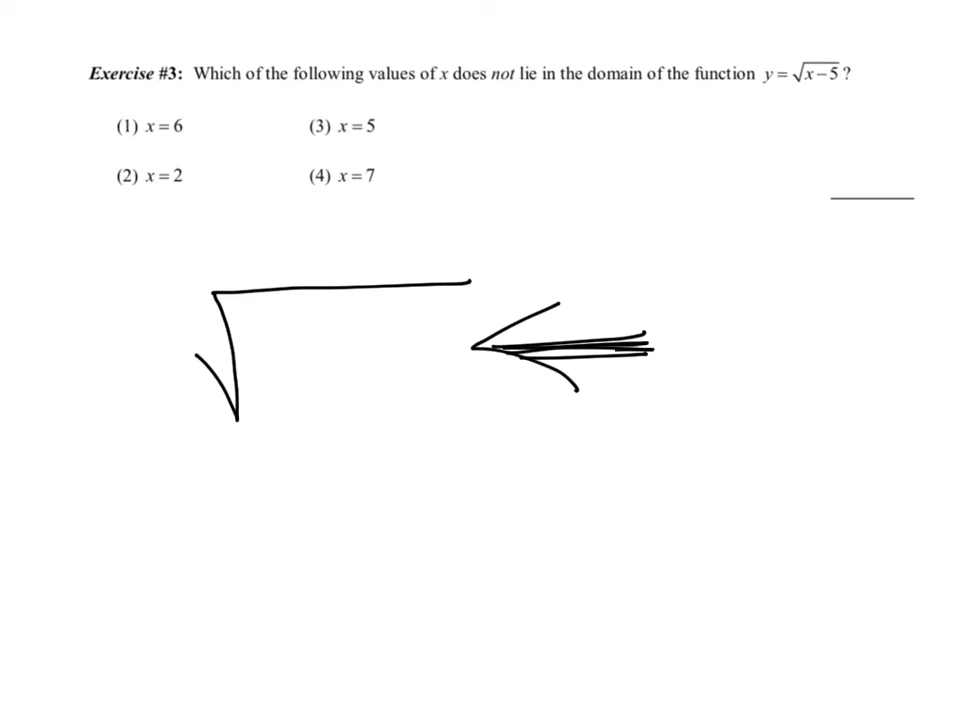 Exercise #3: Which of the following values of x does not lie in the domain of the function y = √x−5 ?
(1) x = 6 (3) x = 5
(2) x = 2 (4) x = 7
√